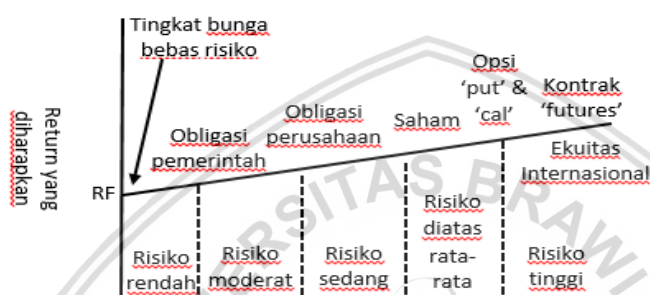 Tingkat bunga
bebas risiko
Return yang
diharapkan
Opsi
'put' &
'cal'
Kontrak
'futures'
Obligasi
perusahaan
Saham
Obligasi
pemerintah
Ekuitas
Internasional
RF
Risiko
rendah
Risiko
moderat
Risiko
sedang
Risiko
diatas
rata-
rata
Risiko
tinggi